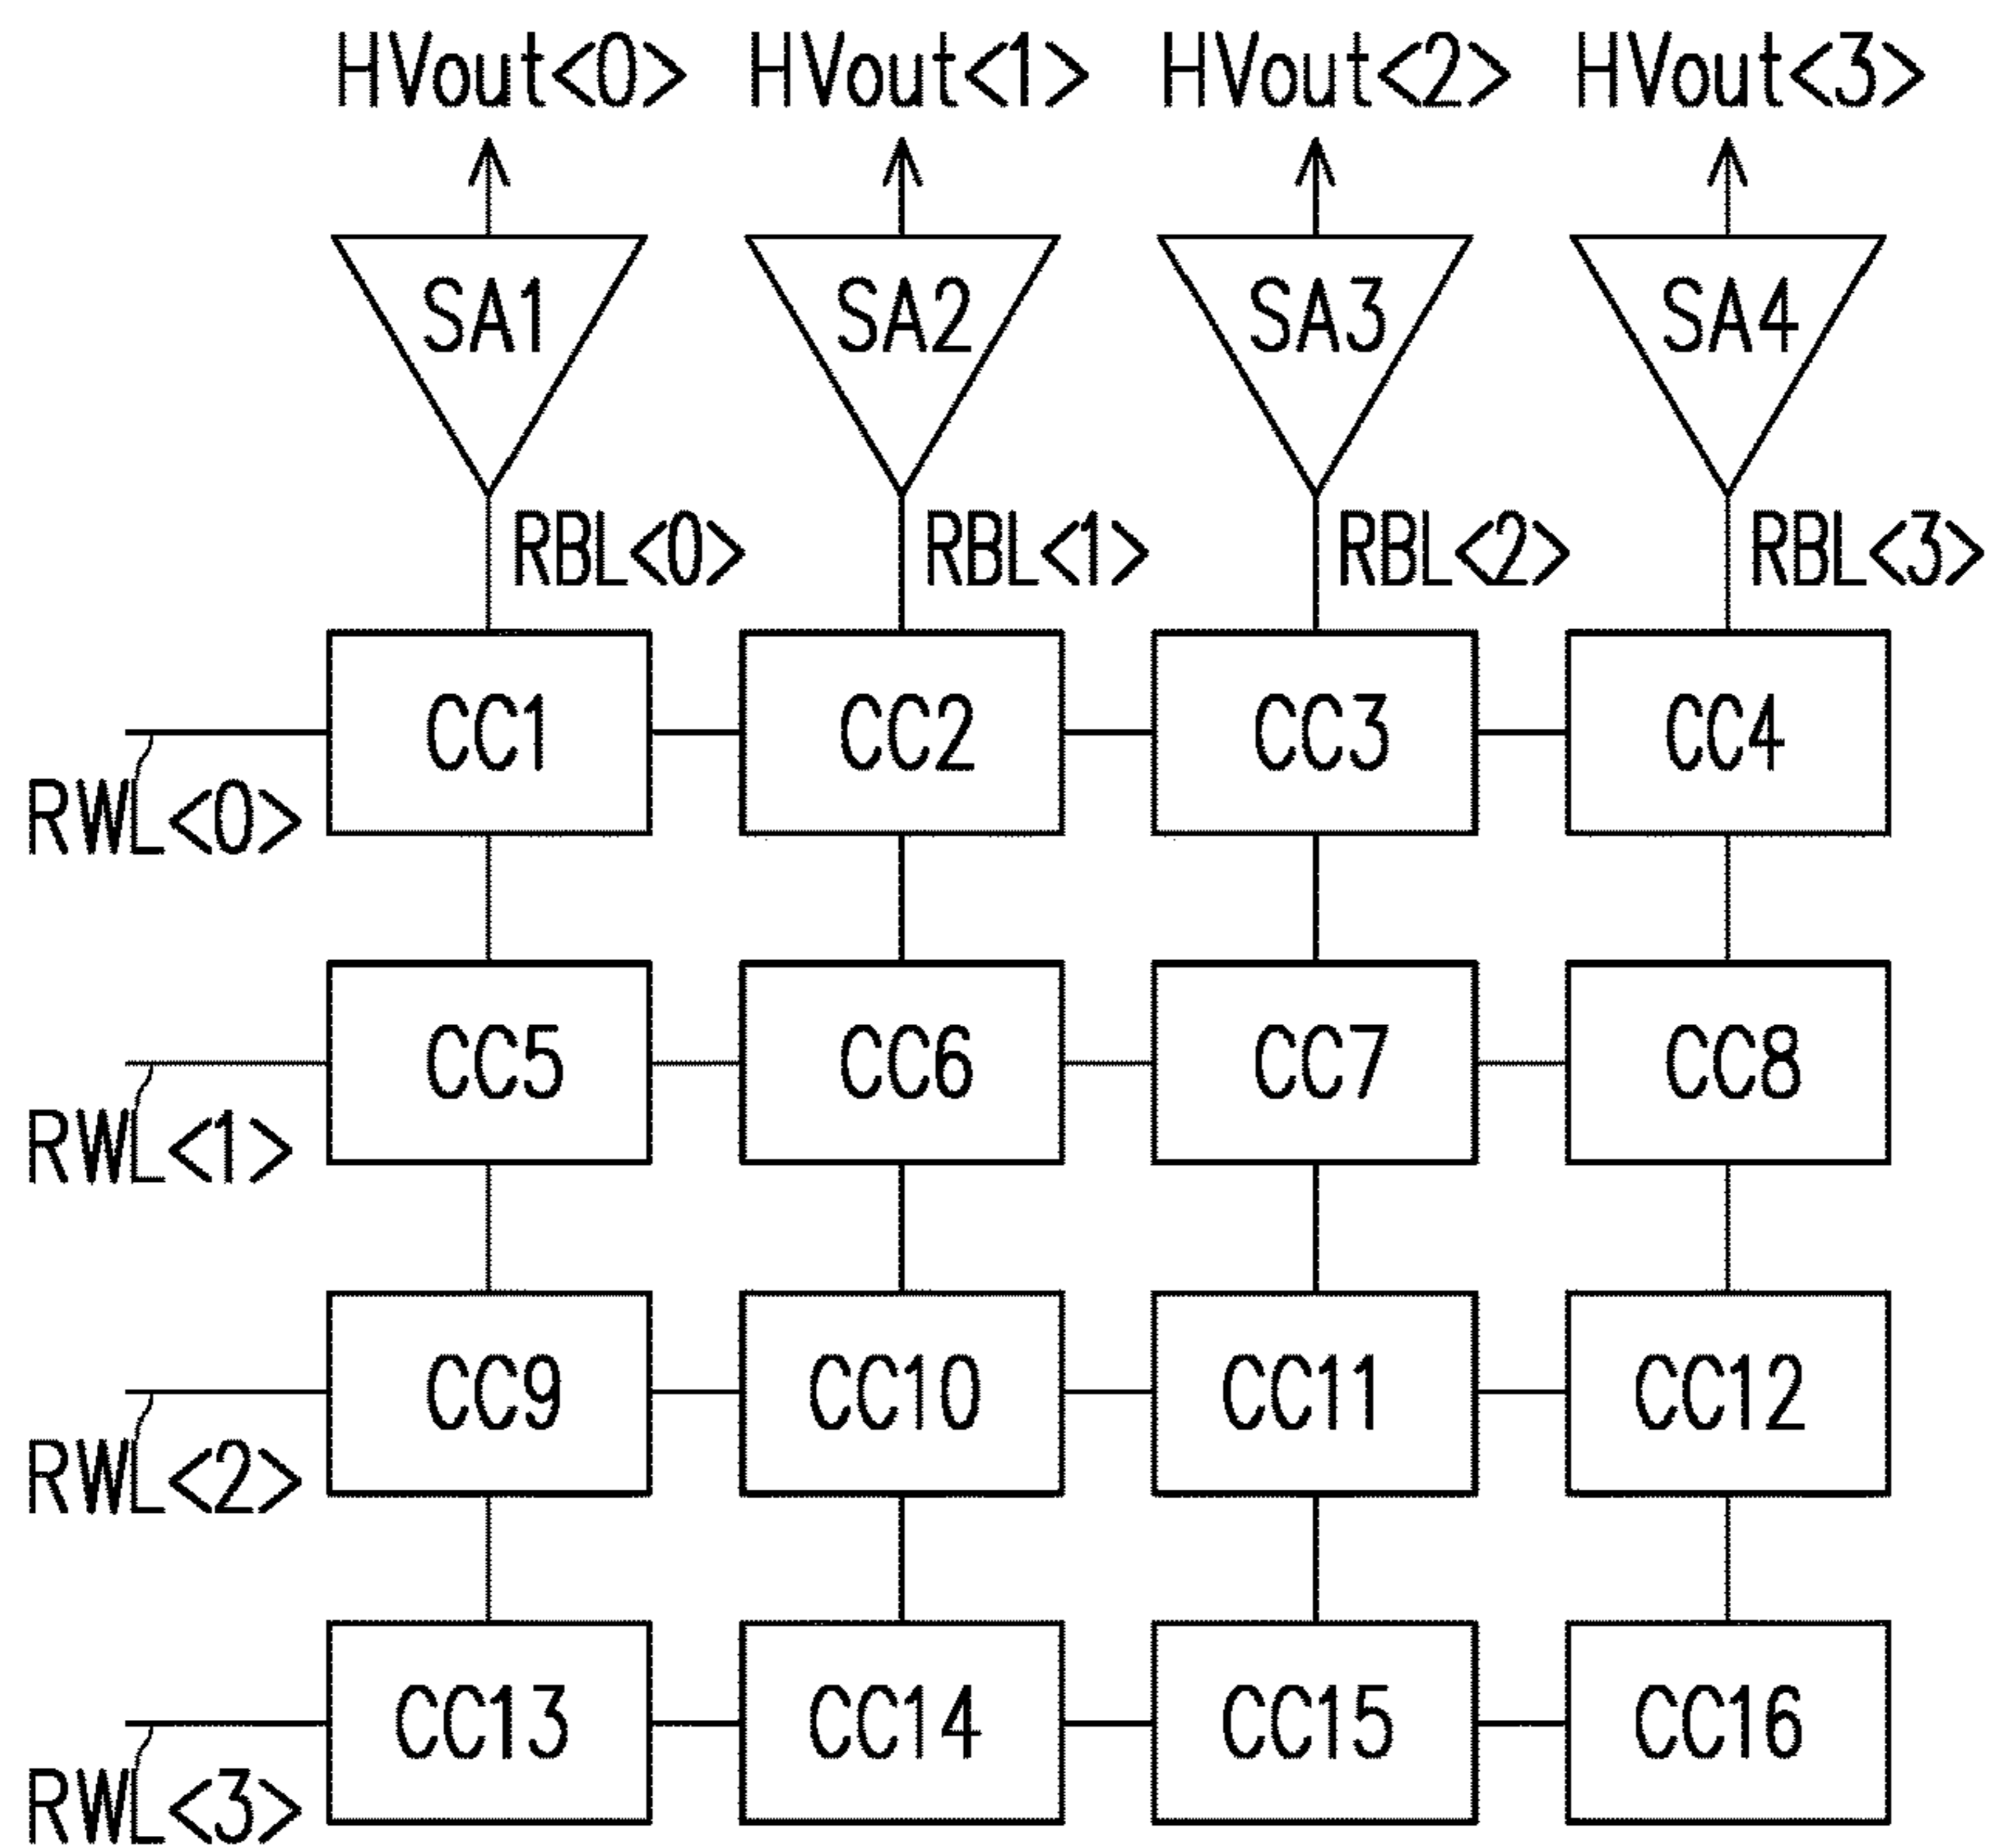 HVout<0> HVout<1> HVout<2> HVout<3>
SA1 SA2 SA3 SA4
RBL<0> RBL<1> RBL<2> RBL<3>
CC1 CC2 CC3 CC4
RWL<0>
CC5 CC6 CC7 CC8
RWL<1>
CC9 CC10 CC11 CC12
RWL<2>
CC13 CC14 CC15 CC16
RWL<3>